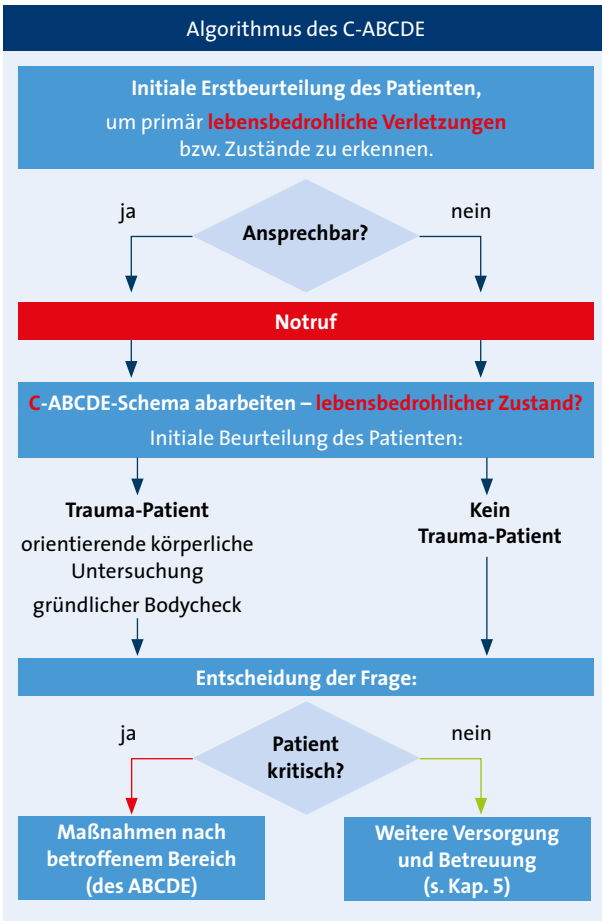 Algorithmus des C-ABCDE
Initiale Erstbeurteilung des Patienten,
um primär lebensbedrohliche Verletzungen
bzw. Zustände zu erkennen.
ja
nein
Ansprechbar?
Notruf
C-ABCDE-Schema abarbeiten – lebensbedrohlicher Zustand?
Initiale Beurteilung des Patienten:
Trauma-Patient
orientierende körperliche
Untersuchung
gründlicher Bodycheck
Kein
Trauma-Patient
Entscheidung der Frage:
ja
nein
Patient
kritisch?
Maßnahmen nach
betroffenem Bereich
(des ABCDE)
Weitere Versorgung
und Betreuung
(s. Kap. 5)